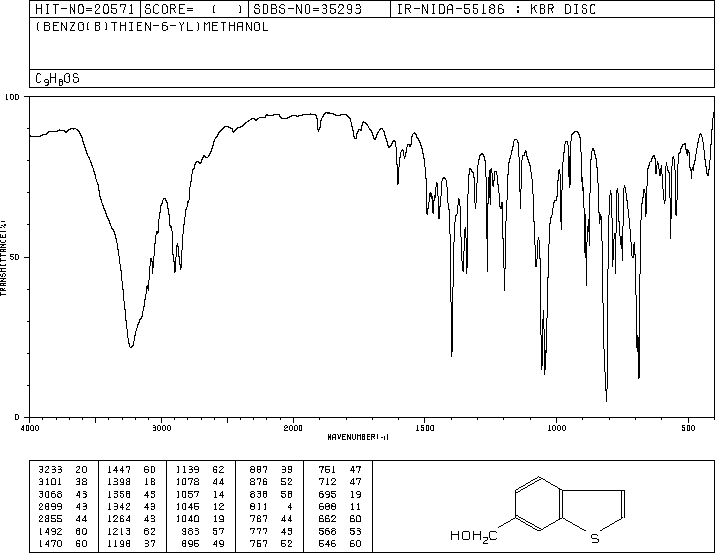 HIT-NO=20571 SCORE= ( ) SDBS-NO=35293 IR-NIDA-55186 : KBR DISC
(BENZO(B)THIEN-6-YL)METHANOL
C9H8OS
100
50
0
TRANSMITTANCE(%)
4000 3000 2000 1500 1000 500
WAVENUMBER(-1)
3233 20 1447 60 1139 62 887 39 751 47
3101 38 1398 18 1078 44 876 52 712 47
3068 43 1358 45 1057 14 838 58 695 19
2899 43 1342 43 1045 12 811 4 688 11
2855 44 1264 43 1040 19 787 44 662 60
1492 60 1213 62 983 57 777 43 568 53
1470 60 1198 37 895 49 757 52 546 60
HOH2C
S